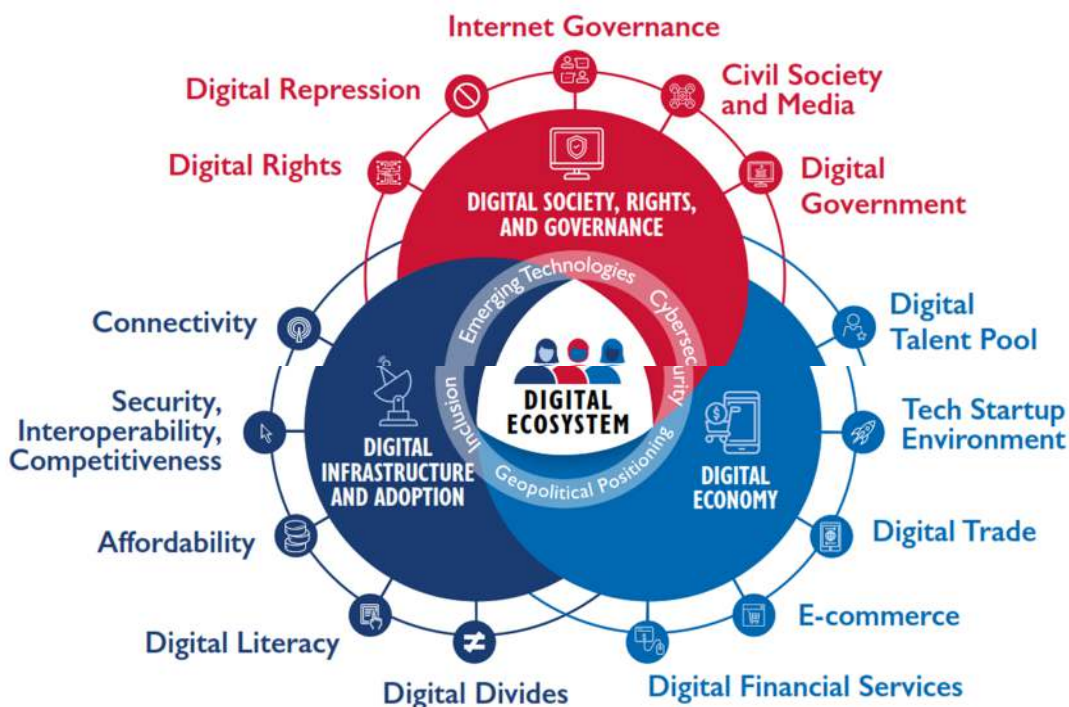 Internet Governance
Digital Repression
Civil Society
and Media
Digital Rights
Digital
Government
DIGITAL SOCIETY, RIGHTS,
AND GOVERNANCE
Emerging Technologies
Cybersecurity
Inclusion
Geopolitical Positioning
DIGITAL
ECOSYSTEM
Connectivity
Security,
Interoperability,
Competitiveness
Affordability
Digital Literacy
Digital Divides
DIGITAL
INFRASTRUCTURE
AND ADOPTION
DIGITAL
ECONOMY
Digital
Talent Pool
Tech Startup
Environment
Digital Trade
E-commerce
Digital Financial Services